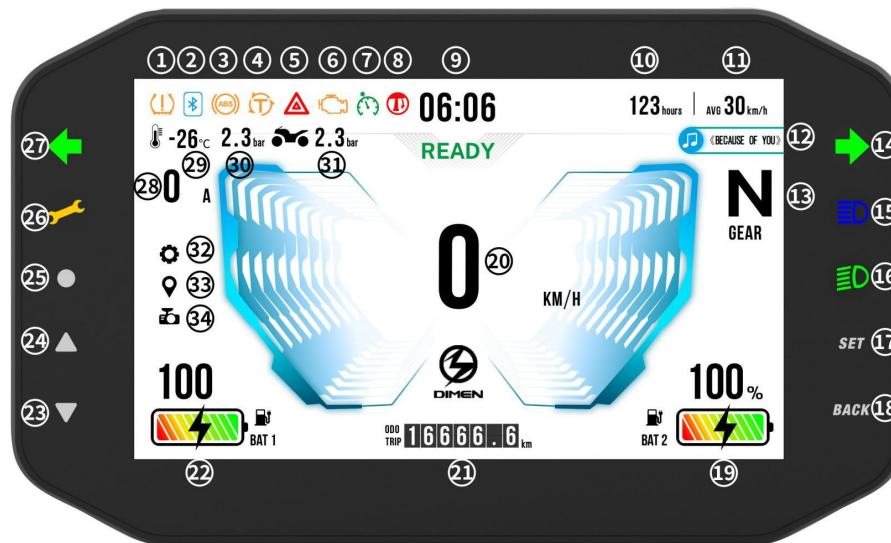 ① ② ③ ④ ⑤ ⑥ ⑦ ⑧ ⑨ ⑩ ⑪
ABS T 06:06 123 hours AVG 30 km/h
-26°C 2.3 bar 2.3 bar READY 《BECAUSE OF YOU》 ⑫
㉗ ㉙ ㉚ ㉛ ⑭
㉘ 0 A N ⑬
GEAR
㉖ ⑮
0 ⑳
㉜
㉕ ㉝ KM/H ⑯
㉞
㉔ SET ⑰
DIMEN
100 100%
㉓ BACK ⑱
BAT 1 ODO 16666.6 km BAT 2
TRIP
㉒ ㉑ ⑲